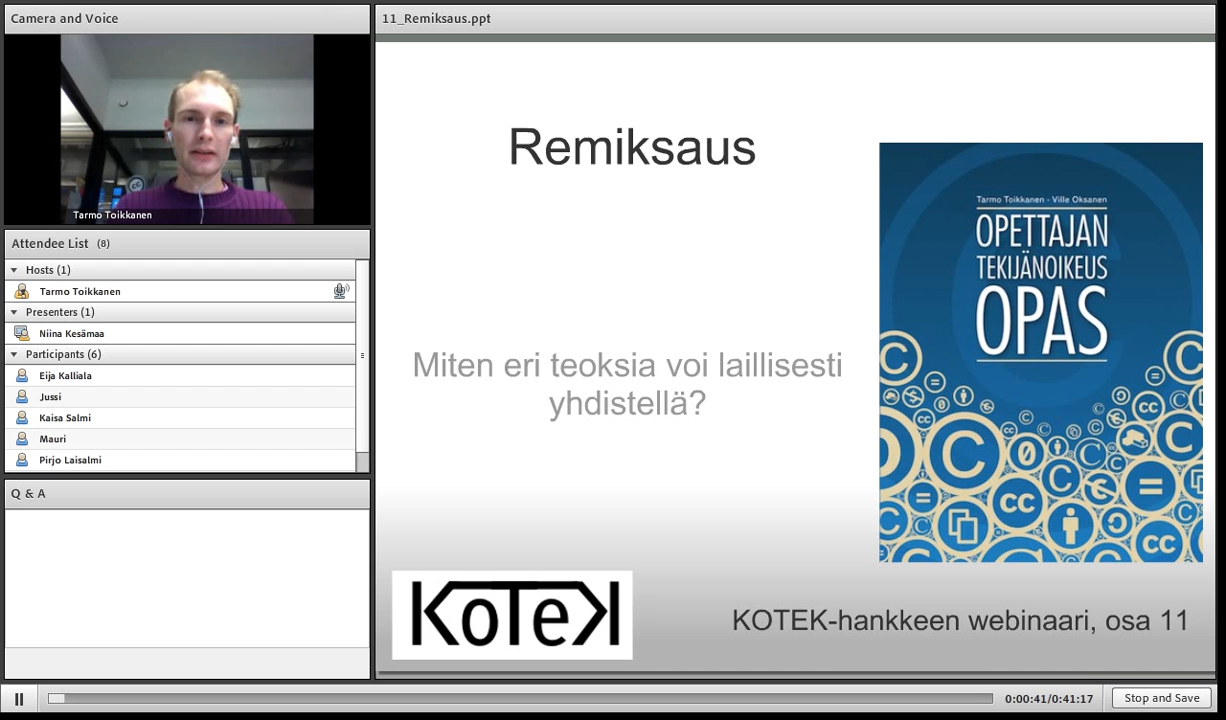 Camera and Voice
Tarmo Toikkanen
Attendee List (8)
Hosts (1)
Tarmo Toikkanen
Presenters (1)
Niina Kesämaa
Participants (6)
Eija Kalliala
Jussi
Kaisa Salmi
Mauri
Pirjo Laisalmi
Q & A
11_Remiksaus.ppt
Remiksaus
Miten eri teoksia voi laillisesti
yhdistellä?
Tarmo Toikkanen - Ville Oksanen
OPETTAJAN
TEKIJÄNOIKEUS
OPAS
KoTeK
KOTEK-hankkeen webinaari, osa 11
0:00:41/0:41:17
Stop and Save